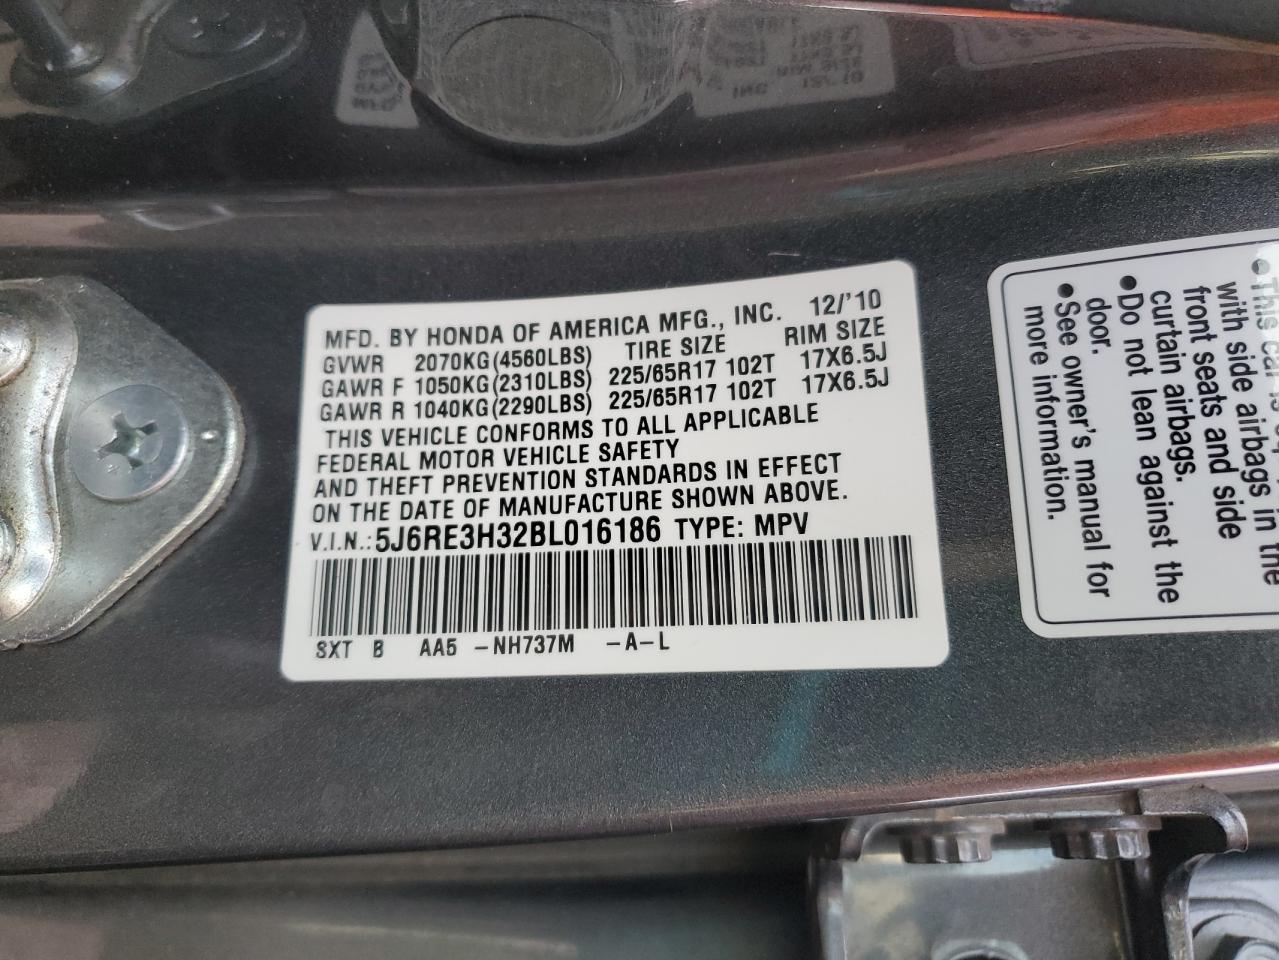 MFD. BY HONDA OF AMERICA MFG., INC. 12/'10
GVWR 2070KG(4560LBS) TIRE SIZE RIM SIZE
GAWR F 1050KG(2310LBS) 225/65R17 102T 17X6.5J
GAWR R 1040KG(2290LBS) 225/65R17 102T 17X6.5J
THIS VEHICLE CONFORMS TO ALL APPLICABLE
FEDERAL MOTOR VEHICLE SAFETY
AND THEFT PREVENTION STANDARDS IN EFFECT
ON THE DATE OF MANUFACTURE SHOWN ABOVE.
V.I.N.: 5J6RE3H32BL016186 TYPE: MPV
SXT B AA5 -NH737M -A-L
●This car is
with side airbags in the
front seats and side
curtain airbags.
●Do not lean against the
door.
●See owner's manual for
more information.